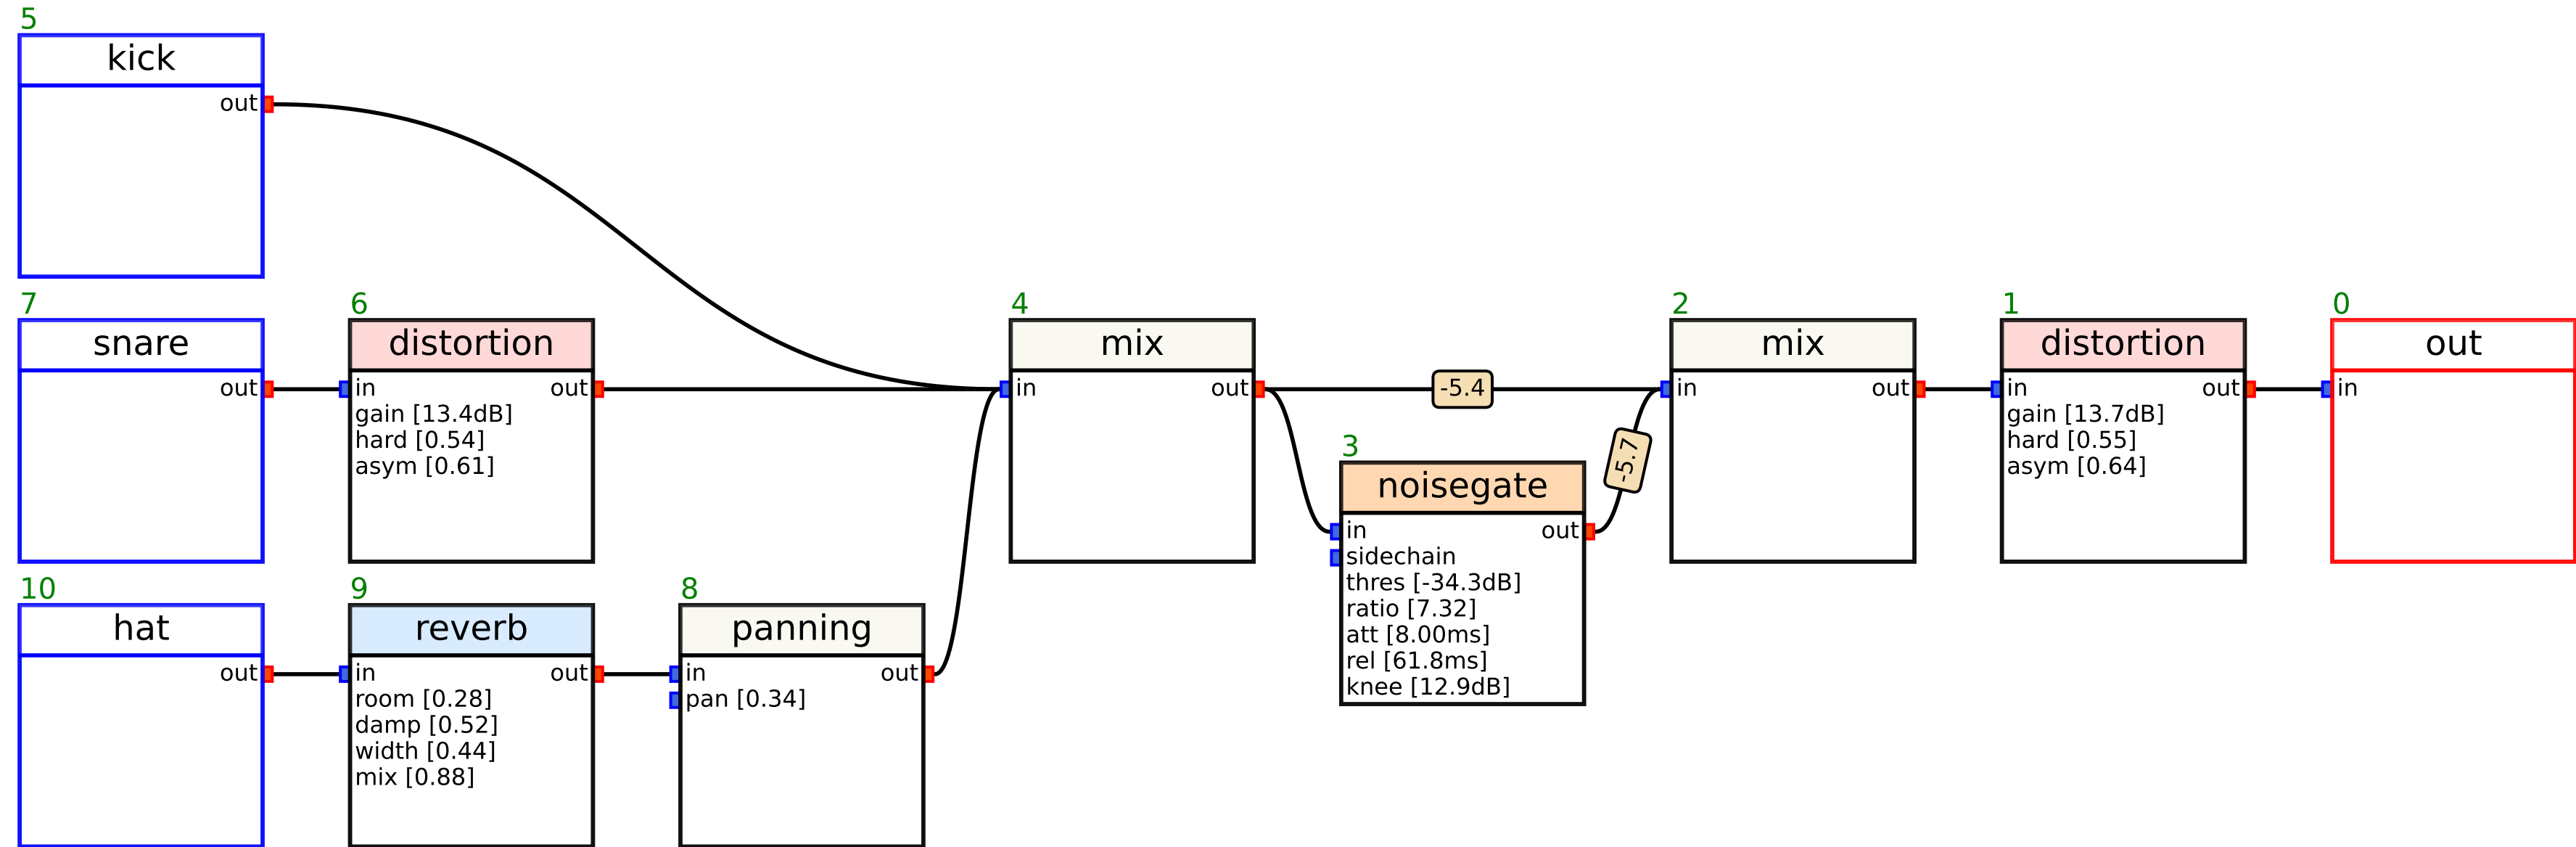 5
kick
out
7
snare
out
6
distortion
in out
gain [13.4dB]
hard [0.54]
asym [0.61]
10
hat
out
9
reverb
in out
room [0.28]
damp [0.52]
width [0.44]
mix [0.88]
8
panning
in out
pan [0.34]
4
mix
in out
-5.4
3
noisegate
in out
sidechain
thres [-34.3dB]
ratio [7.32]
att [8.00ms]
rel [61.8ms]
knee [12.9dB]
-5.7
2
mix
in out
1
distortion
in out
gain [13.7dB]
hard [0.55]
asym [0.64]
0
out
in